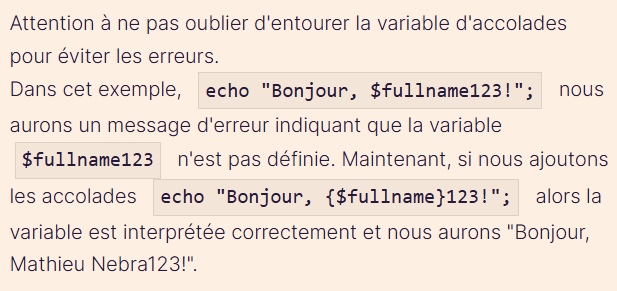 Attention à ne pas oublier d'entourer la variable d'accolades
pour éviter les erreurs.
Dans cet exemple, echo "Bonjour, $fullname123!"; nous
aurons un message d'erreur indiquant que la variable
$fullname123 n'est pas définie. Maintenant, si nous ajoutons
les accolades echo "Bonjour, {$fullname}123!"; alors la
variable est interprétée correctement et nous aurons "Bonjour,
Mathieu Nebra123!".